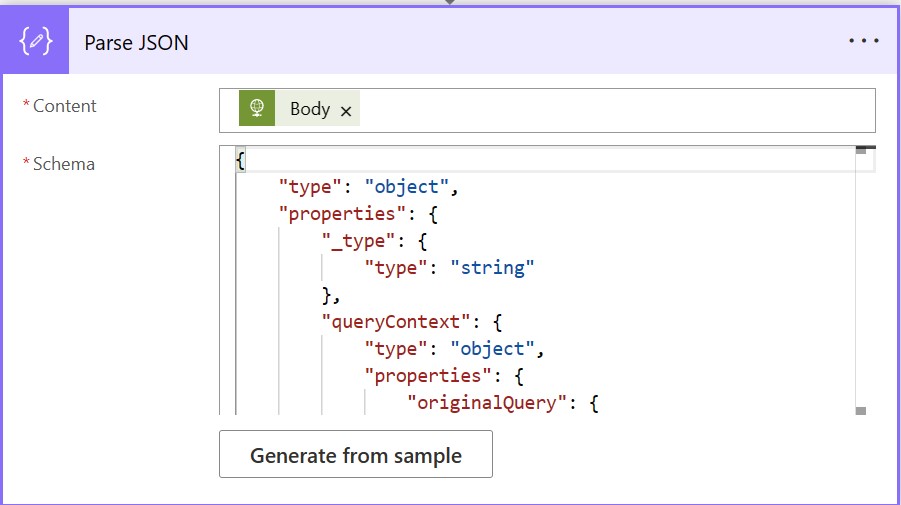 Parse JSON
* Content
Body
* Schema
{
    "type": "object",
    "properties": {
        "_type": {
            "type": "string"
        },
        "queryContext": {
            "type": "object",
            "properties": {
                "originalQuery": {
Generate from sample